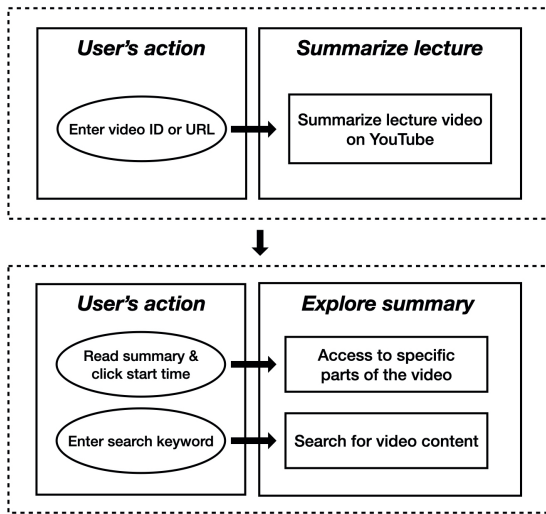 User's action
Summarize lecture
Enter video ID or URL
Summarize lecture video
on YouTube
User's action
Explore summary
Read summary &
click start time
Access to specific
parts of the video
Enter search keyword
Search for video content